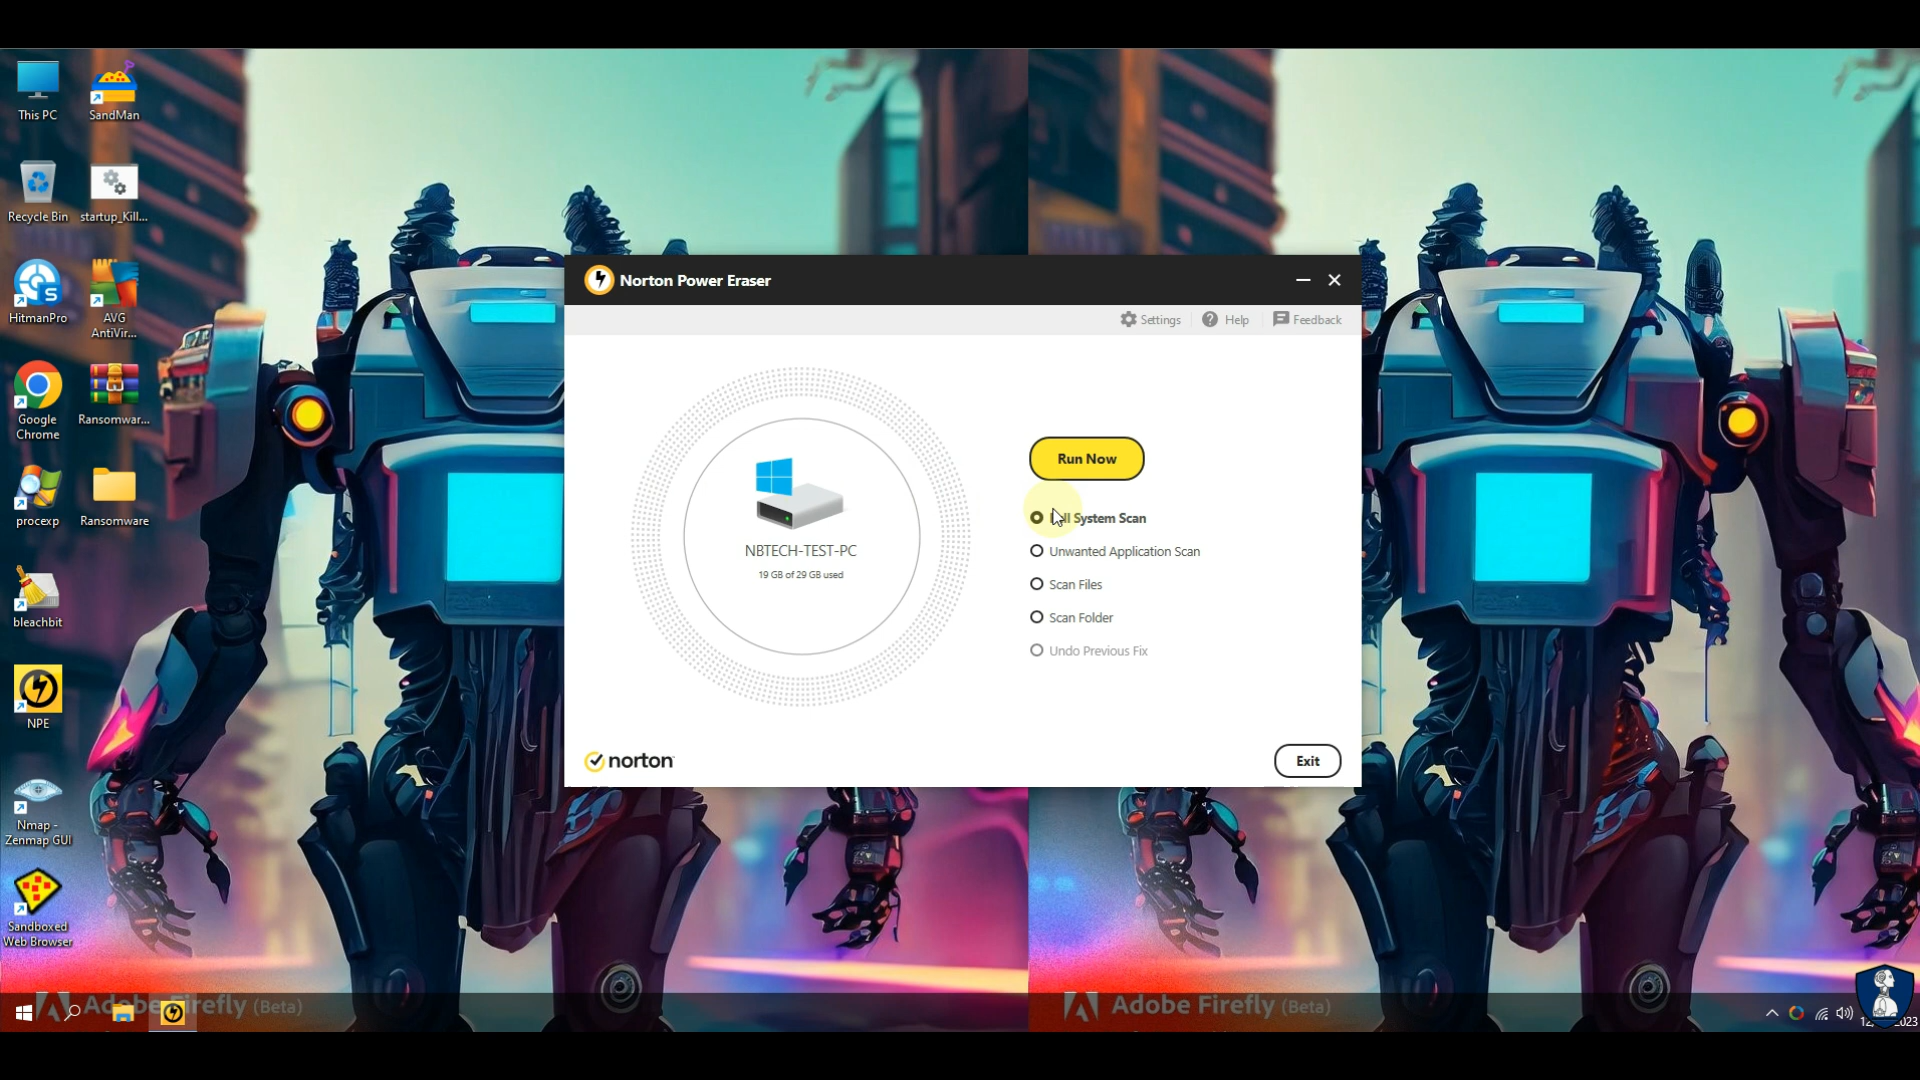 This PC
SandMan
Recycle Bin
startup_Kill...
HitmanPro
AVG
AntiVir...
Google
Chrome
Ransomwar...
procexp
Ransomware
bleachbit
NPE
Nmap -
Zenmap GUI
Sandboxed
Web Browser
Norton Power Eraser
Settings
Help
Feedback
NBTECH-TEST-PC
19 GB of 29 GB used
Run Now
System Scan
Unwanted Application Scan
Scan Files
Scan Folder
Undo Previous Fix
norton
Exit
Adobe Firefly (Beta)
Adobe Firefly (Beta)